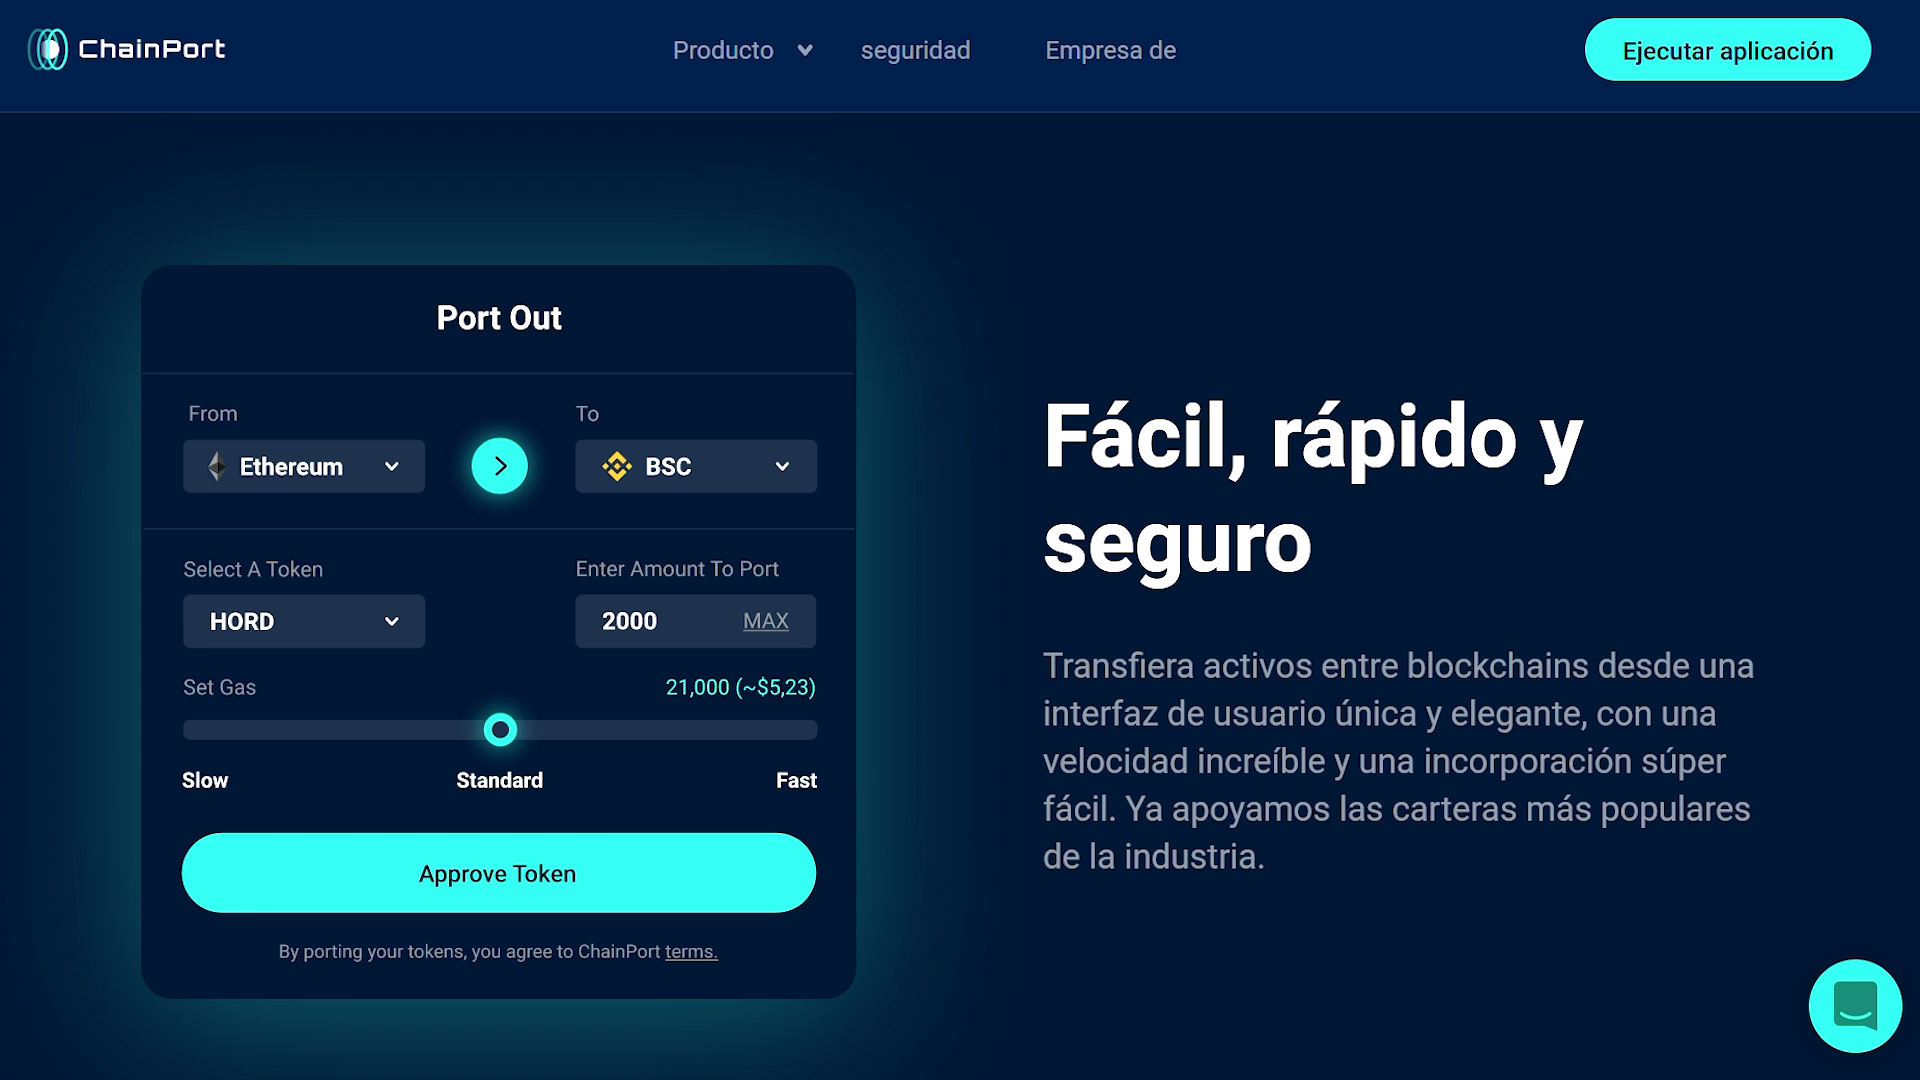 ChainPort
Producto
seguridad
Empresa de
Ejecutar aplicación
Port Out
From
To
Ethereum
BSC
Select A Token
Enter Amount To Port
HORD
2000
MAX
Set Gas
21,000 (~$5,23)
Slow
Standard
Fast
Approve Token
By porting your tokens, you agree to ChainPort terms.
Fácil, rápido y
seguro
Transfiera activos entre blockchains desde una
interfaz de usuario única y elegante, con una
velocidad increíble y una incorporación súper
fácil. Ya apoyamos las carteras más populares
de la industria.